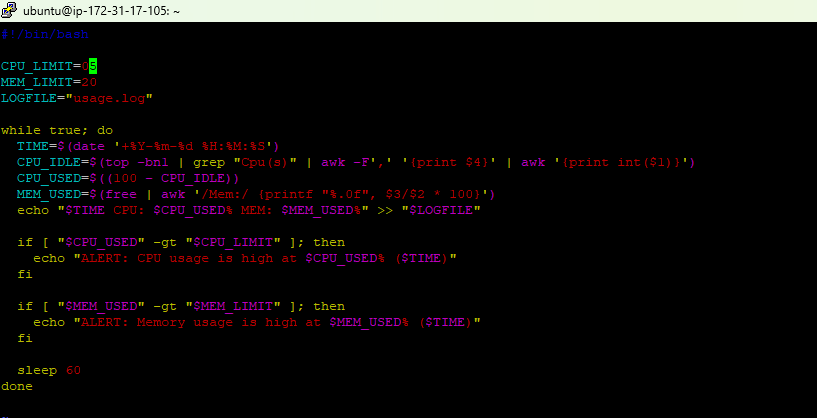 ubuntu@ip-172-31-17-105: ~
#!/bin/bash
CPU_LIMIT=05
MEM_LIMIT=20
LOGFILE="usage.log"
while true; do
  TIME=$(date '+%Y-%m-%d %H:%M:%S')
  CPU_IDLE=$(top -bn1 | grep "Cpu(s)" | awk -F',' '{print $4}' | awk '{print int($1)}')
  CPU_USED=$((100 - CPU_IDLE))
  MEM_USED=$(free | awk '/Mem:/ {printf "%.0f", $3/$2 * 100}')
  echo "$TIME CPU: $CPU_USED% MEM: $MEM_USED%" >> "$LOGFILE"
  if [ "$CPU_USED" -gt "$CPU_LIMIT" ]; then
    echo "ALERT: CPU usage is high at $CPU_USED% ($TIME)"
  fi
  if [ "$MEM_USED" -gt "$MEM_LIMIT" ]; then
    echo "ALERT: Memory usage is high at $MEM_USED% ($TIME)"
  fi
  sleep 60
done
~